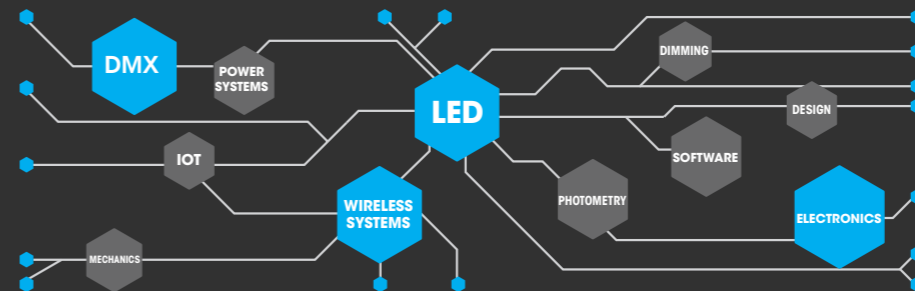 DMX
POWER
SYSTEMS
LED
DIMMING
DESIGN
IOT
SOFTWARE
WIRELESS
SYSTEMS
PHOTOMETRY
ELECTRONICS
MECHANICS